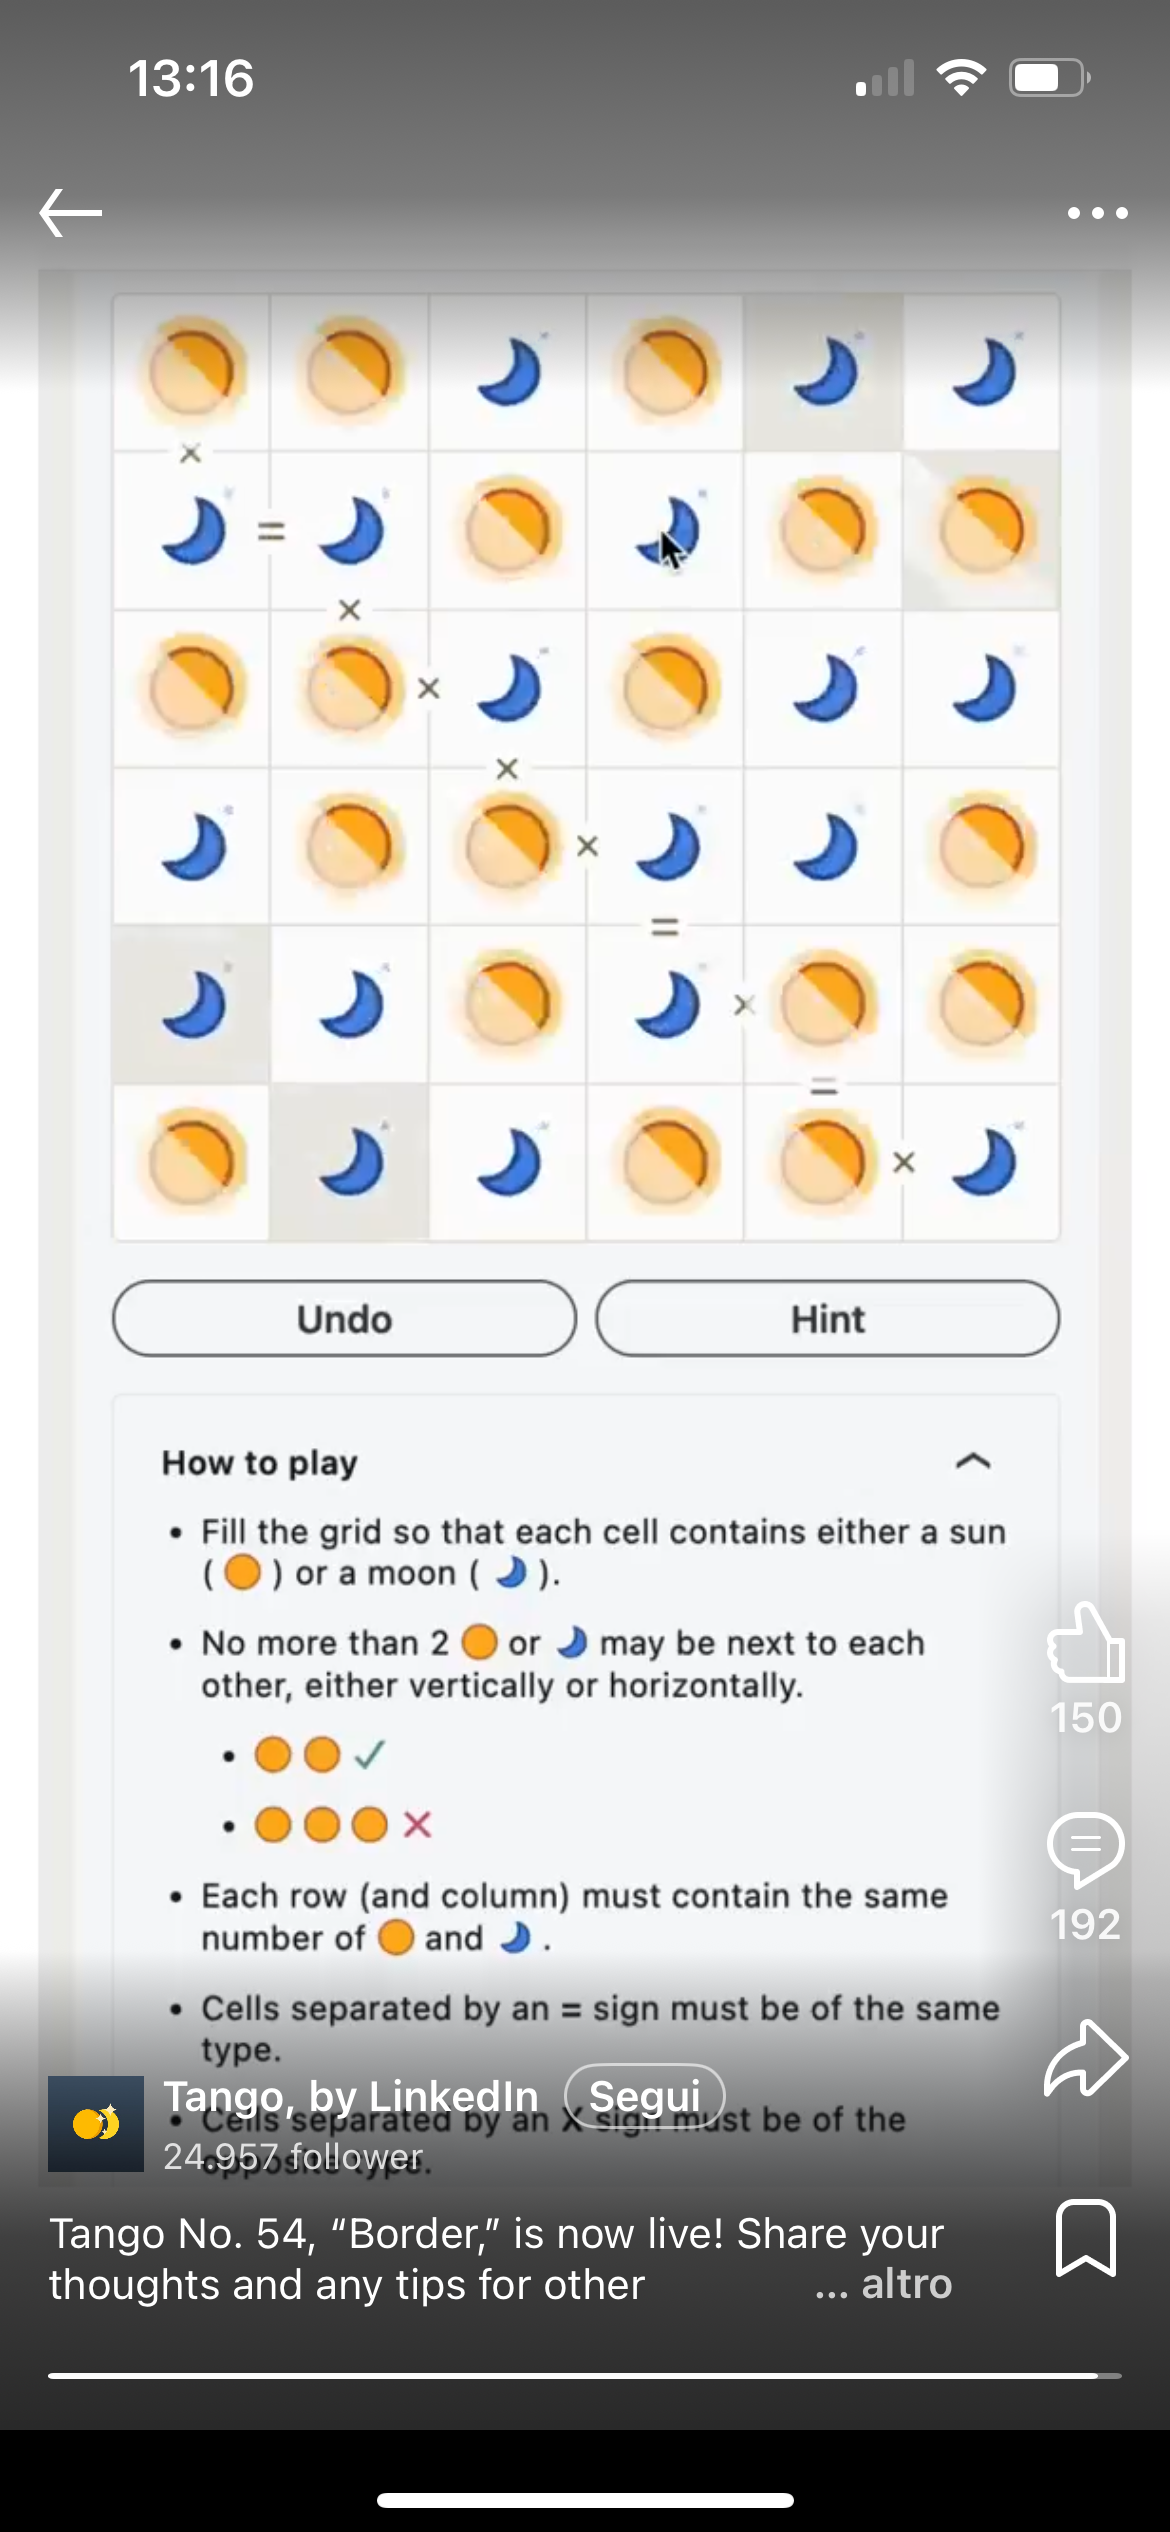 13:16
×
=
×
×
×
×
=
×
=
×
Undo
Hint
How to play
• Fill the grid so that each cell contains either a sun
( ) or a moon ( ).
• No more than 2 or may be next to each
other, either vertically or horizontally.
• ✓
• ×
• Each row (and column) must contain the same
number of and .
• Cells separated by an = sign must be of the same
type.
Tango, by LinkedIn
Segui
• Cells separated by an X sign must be of the
24.957 follower
opposite type.
Tango No. 54, “Border,” is now live! Share your
thoughts and any tips for other ... altro
150
192